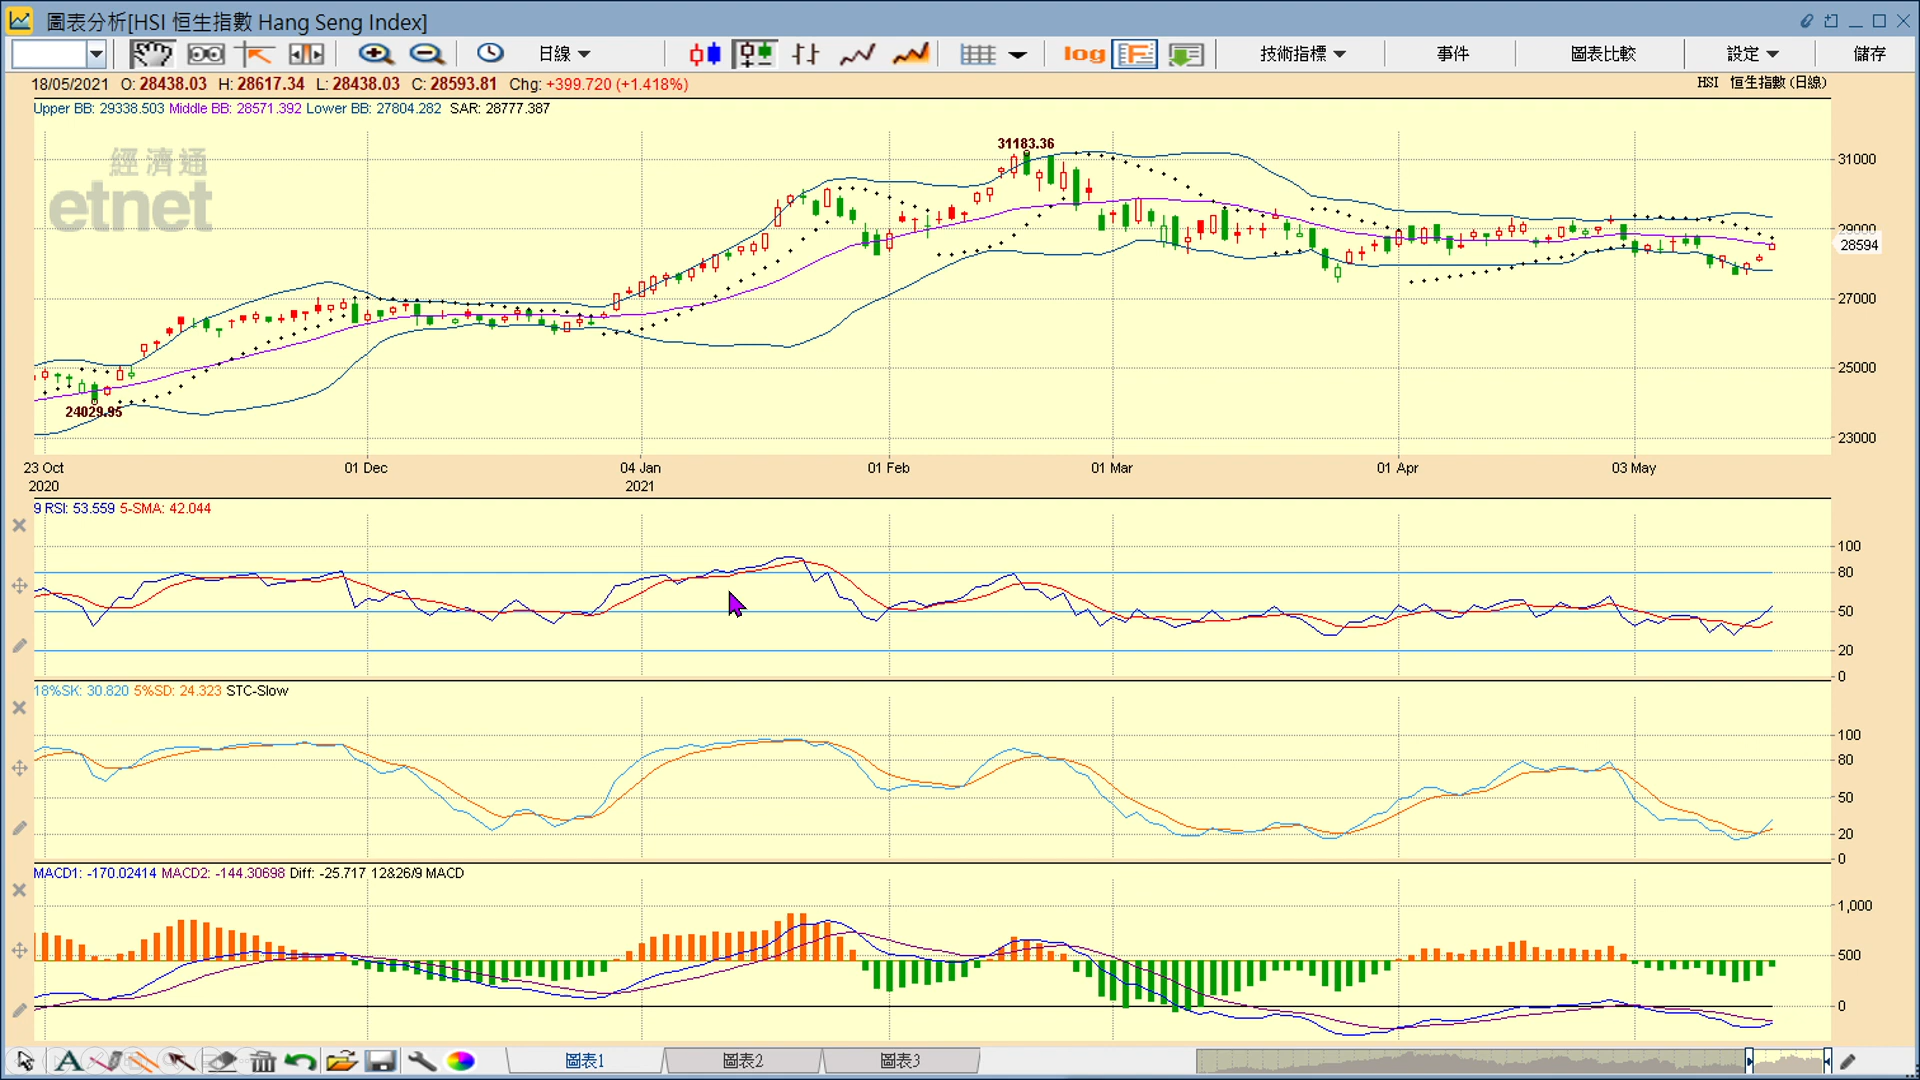 圖表分析[HSI 恒生指數 Hang Seng Index]
日線 log 技術指標 事件 圖表比較 設定 儲存
18/05/2021 O: 28438.03 H: 28617.34 L: 28438.03 C: 28593.81 Chg: +399.720 (+1.418%) HSI 恒生指數 (日線)
Upper BB: 29338.503 Middle BB: 28571.392 Lower BB: 27804.282 SAR: 28777.387
31183.36
經濟通
etnet
31000
29000
28594
27000
25000
24029.95
23000
23 Oct 01 Dec 04 Jan 01 Feb 01 Mar 01 Apr 03 May
2020 2021
9 RSI: 53.559 5-SMA: 42.044
100
80
50
20
0
18%SK: 30.820 5%SD: 24.323 STC-Slow
100
80
50
20
0
MACD1: -170.02414 MACD2: -144.30698 Diff: -25.717 12&26/9 MACD
1,000
500
0
A 圖表1 圖表2 圖表3